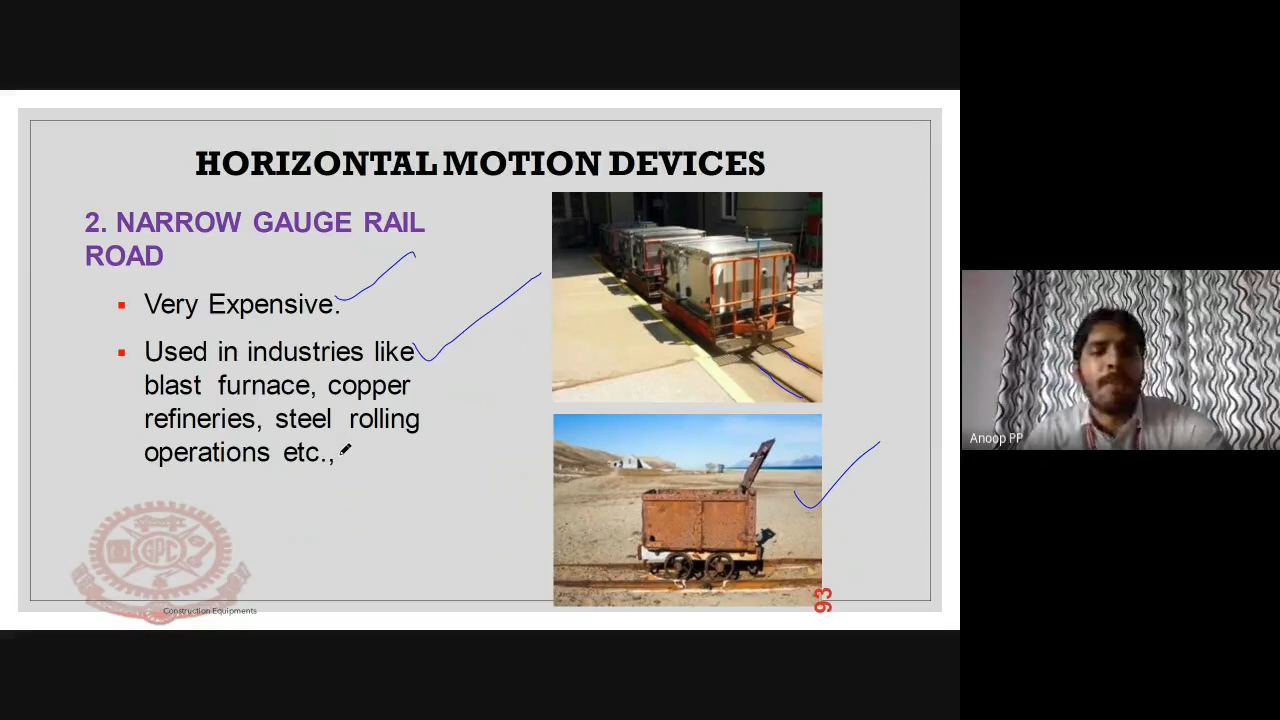 HORIZONTAL MOTION DEVICES
2. NARROW GAUGE RAIL
ROAD
▪ Very Expensive.
▪ Used in industries like
blast furnace, copper
refineries, steel rolling
operations etc.,
GPC
Construction Equipments
93
Anoop PP